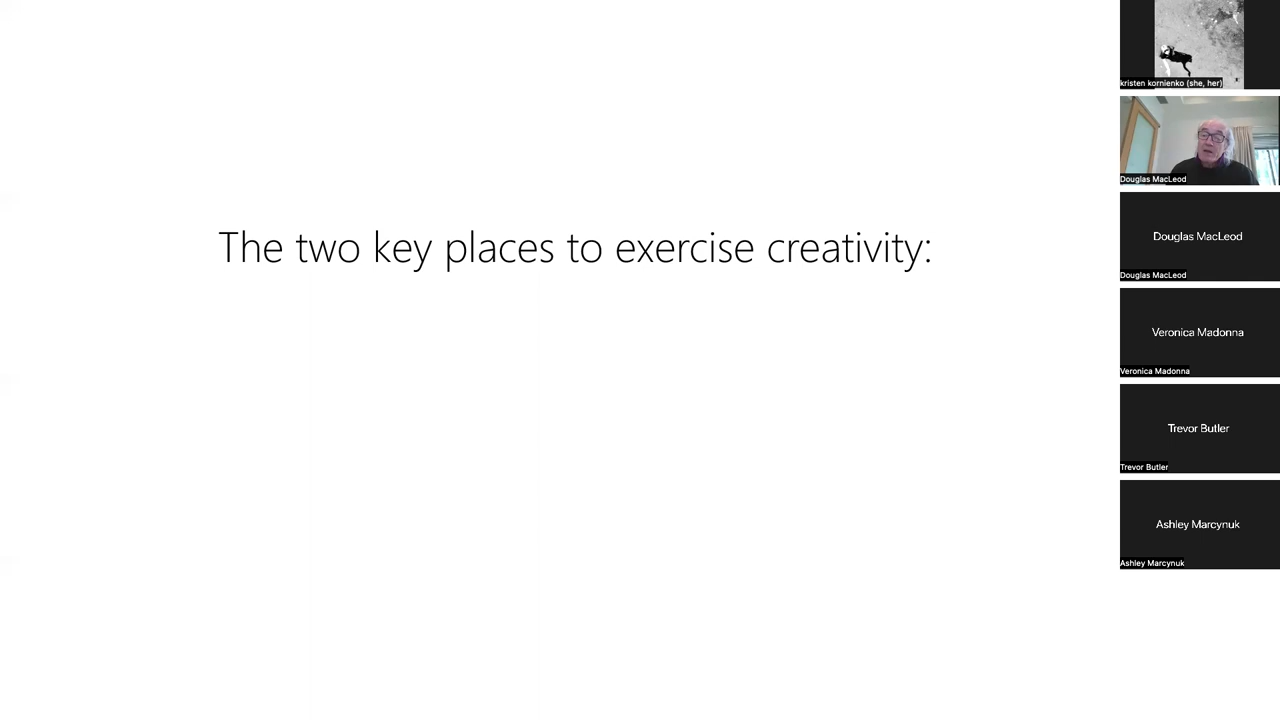 The two key places to exercise creativity:
kristen kornienko (she, her)
Douglas MacLeod
Douglas MacLeod
Douglas MacLeod
Veronica Madonna
Veronica Madonna
Trevor Butler
Trevor Butler
Ashley Marcynuk
Ashley Marcynuk